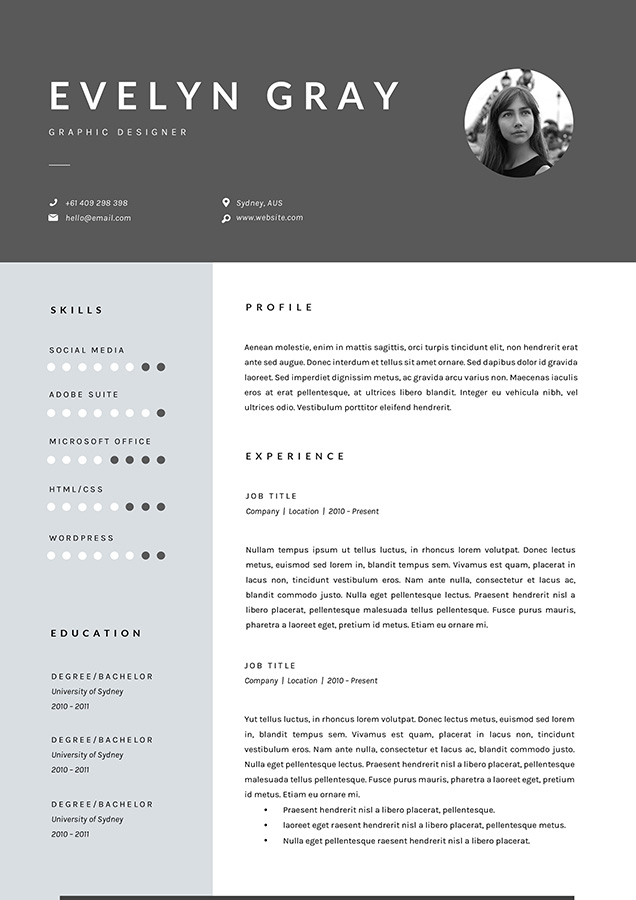 EVELYN GRAY
GRAPHIC DESIGNER
+61 409 298 398
Sydney, AUS
hello@email.com
www.website.com
SKILLS
SOCIAL MEDIA
ADOBE SUITE
MICROSOFT OFFICE
HTML/CSS
WORDPRESS
EDUCATION
DEGREE/BACHELOR
University of Sydney
2010 – 2011
DEGREE/BACHELOR
University of Sydney
2010 – 2011
DEGREE/BACHELOR
University of Sydney
2010 – 2011
PROFILE
Aenean molestie, enim in mattis sagittis, orci turpis tincidunt elit, non hendrerit erat
ante sed augue. Donec interdum et tellus sit amet ornare. Sed dapibus dolor id gravida
laoreet. Sed imperdiet dignissim metus, ac gravida arcu varius non. Maecenas iaculis
eros at erat pellentesque, at ultrices libero blandit. Integer eu vehicula nibh, vel
ultrices odio. Vestibulum porttitor eleifend hendrerit.
EXPERIENCE
JOB TITLE
Company | Location | 2010 – Present
Nullam tempus ipsum ut tellus luctus, in rhoncus lorem volutpat. Donec lectus
metus, euismod sed lorem in, blandit tempus sem. Vivamus est quam, placerat in
lacus non, tincidunt vestibulum eros. Nam ante nulla, consectetur et lacus ac,
blandit commodo justo. Nulla eget pellentesque lectus. Praesent hendrerit nisl a
libero placerat, pellentesque malesuada tellus pellentesque. Fusce purus mauris,
pharetra a laoreet eget, pretium id metus. Etiam eu ornare mi.
JOB TITLE
Company | Location | 2010 – Present
Yut tellus luctus, in rhoncus lorem volutpat. Donec lectus metus, euismod sed lorem
in, blandit tempus sem. Vivamus est quam, placerat in lacus non, tincidunt
vestibulum eros. Nam ante nulla, consectetur et lacus ac, blandit commodo justo.
Nulla eget pellentesque lectus. Praesent hendrerit nisl a libero placerat, pellentesque
malesuada tellus pellentesque. Fusce purus mauris, pharetra a laoreet eget, pretium
id metus. Etiam eu ornare mi.
• Praesent hendrerit nisl a libero placerat, pellentesque.
• laoreet eget raesent hendrerit nisl a libero placerat, pellentesque metus.
• Nulla eget pellentesque raesent hendrerit nisl a libero placerat.